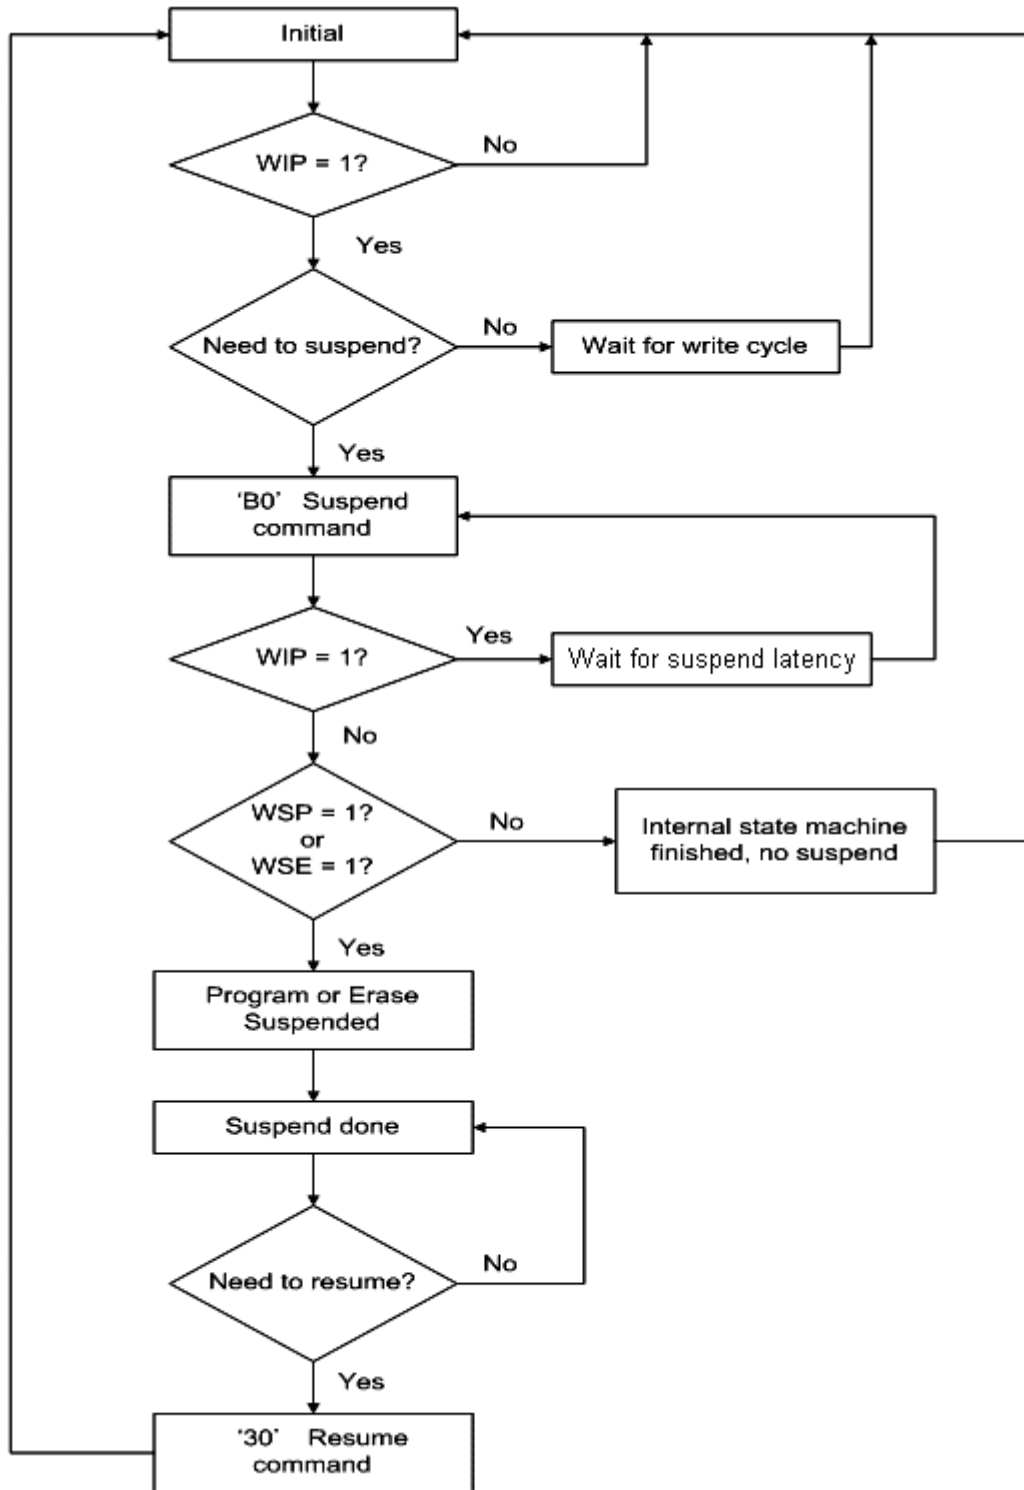 Initial
WIP = 1?
No
Yes
Need to suspend?
No
Wait for write cycle
Yes
‘B0’ Suspend
command
WIP = 1?
Yes
Wait for suspend latency
No
WSP = 1?
or
WSE = 1?
No
Internal state machine
finished, no suspend
Yes
Program or Erase
Suspended
Suspend done
Need to resume?
No
Yes
‘30’ Resume
command